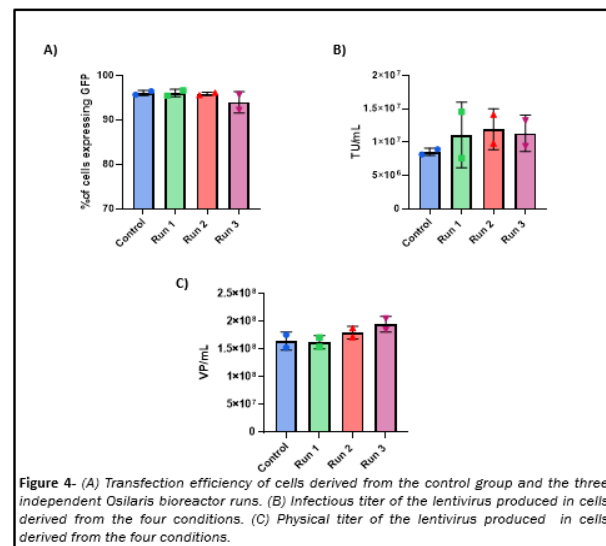 A)
B)
%of cells expressing GFP
100
90
80
70
Control
Run 1
Run 2
Run 3
TU/mL
2×10⁷
1.5×10⁷
1×10⁷
5×10⁶
0
Control
Run 1
Run 2
Run 3
C)
VP/mL
2.5×10⁸
2×10⁸
1.5×10⁸
1×10⁸
5×10⁷
0
Control
Run 1
Run 2
Run 3
Figure 4- (A) Transfection efficiency of cells derived from the control group and the three
independent Osilaris bioreactor runs. (B) Infectious titer of the lentivirus produced in cells
derived from the four conditions. (C) Physical titer of the lentivirus produced in cells
derived from the four conditions.